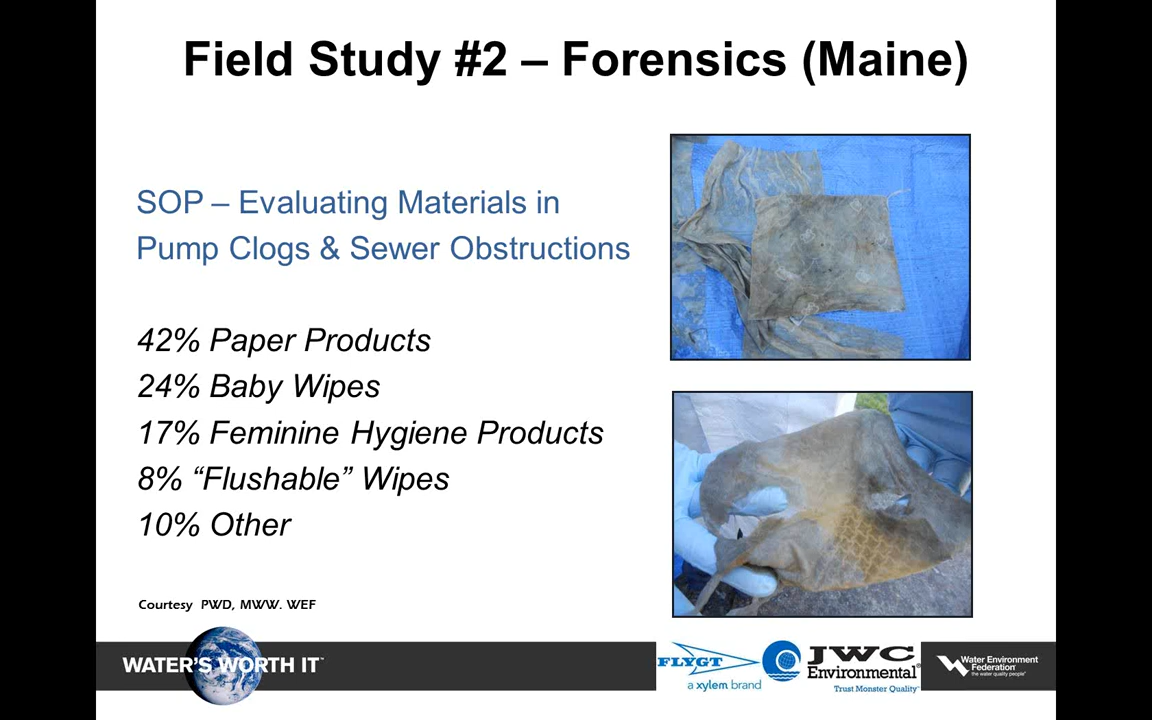 Field Study #2 – Forensics (Maine)
SOP – Evaluating Materials in
Pump Clogs & Sewer Obstructions
42% Paper Products
24% Baby Wipes
17% Feminine Hygiene Products
8% “Flushable” Wipes
10% Other
Courtesy PWD, MWW. WEF
WATER'S WORTH IT™
FLYGT
a xylem brand
JWC
Environmental®
Trust Monster Quality™
Water Environment
Federation®
the water quality people®